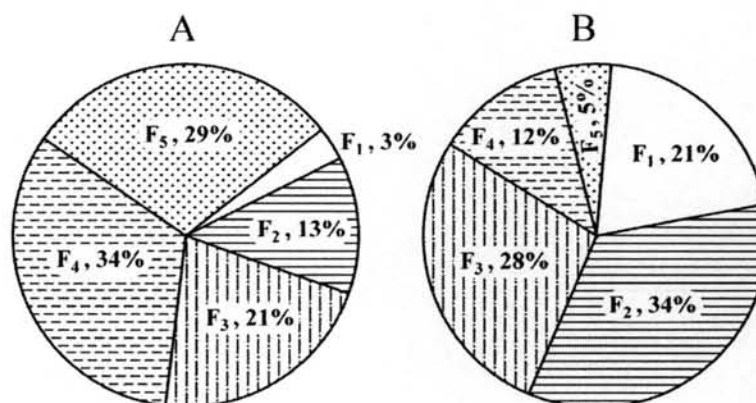 A
F₅, 29%
F₁, 3%
F₂, 13%
F₃, 21%
F₄, 34%
B
F₅, 5%
F₁, 21%
F₂, 34%
F₃, 28%
F₄, 12%